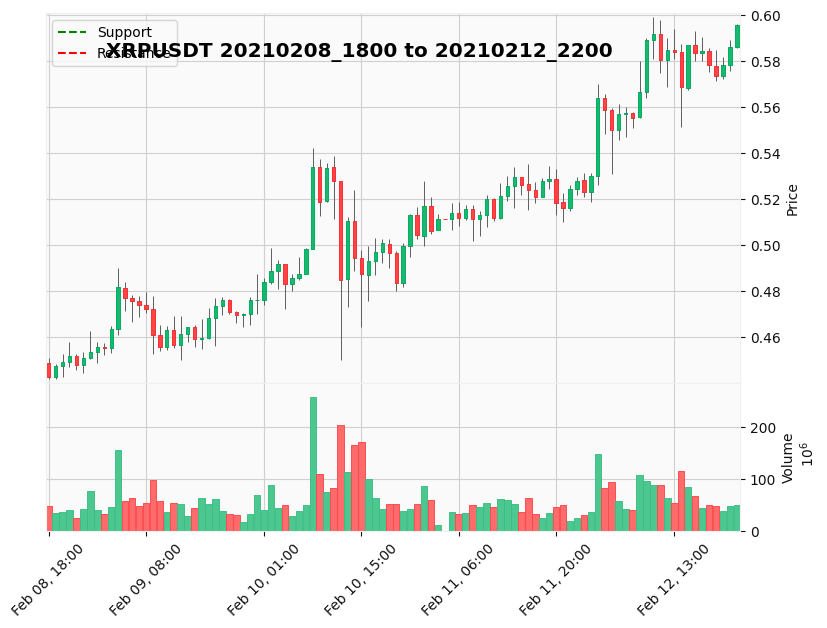 Support
Resistance
XRPUSDT 20210208_1800 to 20210212_2200
0.60
0.58
0.56
0.54
0.52
0.50
0.48
0.46
Price
200
100
0
Volume
10^6
Feb 08, 18:00
Feb 09, 08:00
Feb 10, 01:00
Feb 10, 15:00
Feb 11, 06:00
Feb 11, 20:00
Feb 12, 13:00